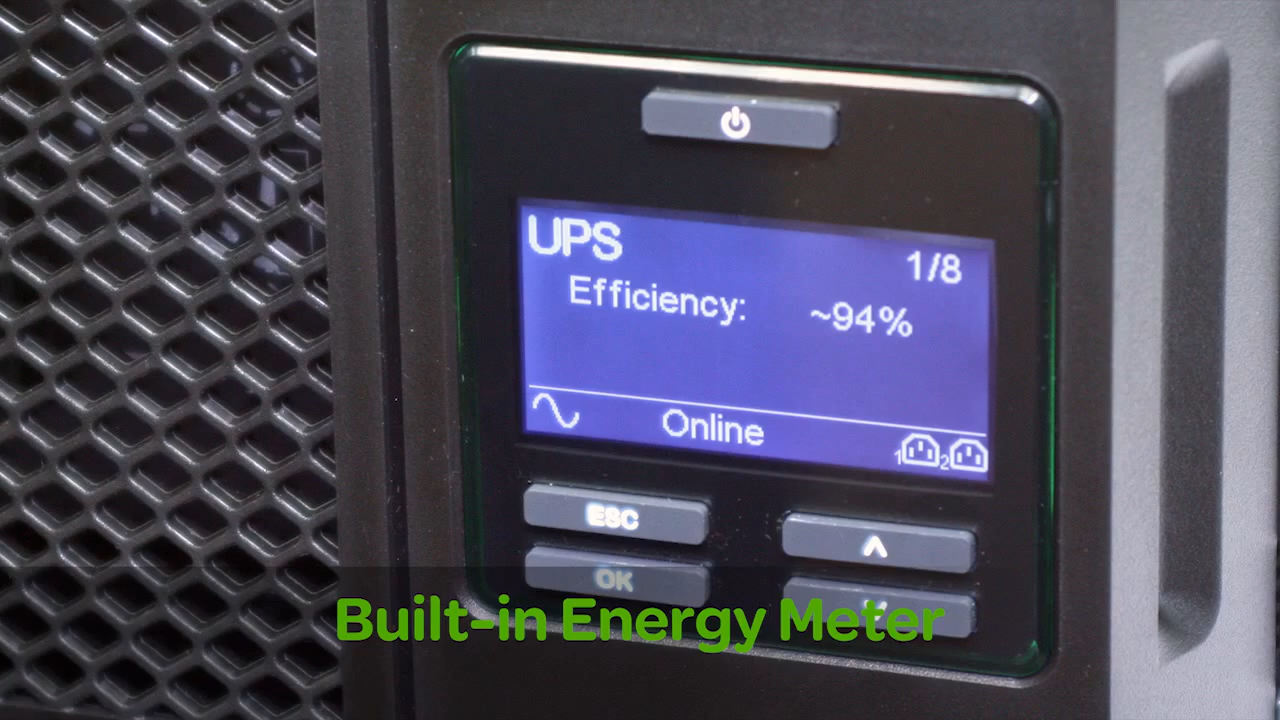 UPS
1/8
Efficiency: ~94%
Online
1 2
ESC
OK
Built-in Energy Meter